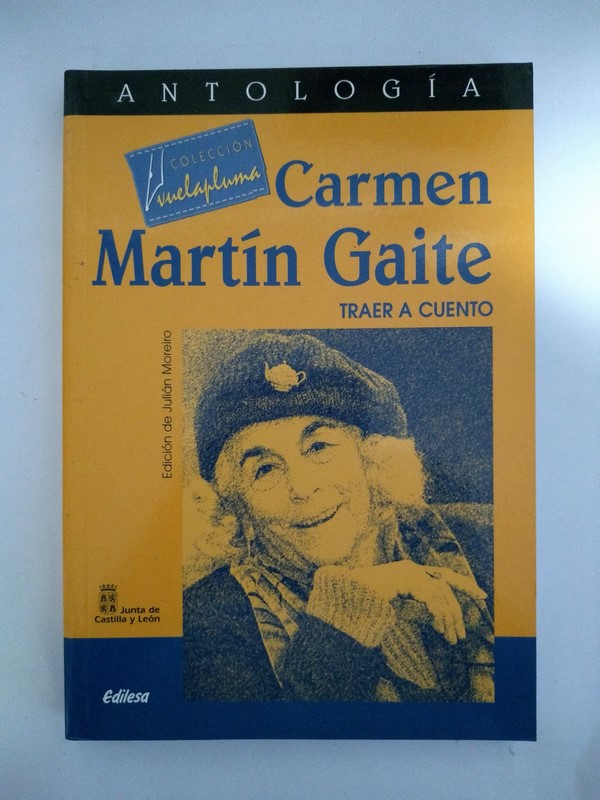 ANTOLOGÍA
COLECCIÓN
vuelapluma
Carmen
Martín Gaite
TRAER A CUENTO
Edición de Julián Moreiro
Junta de
Castilla y León
Edilesa